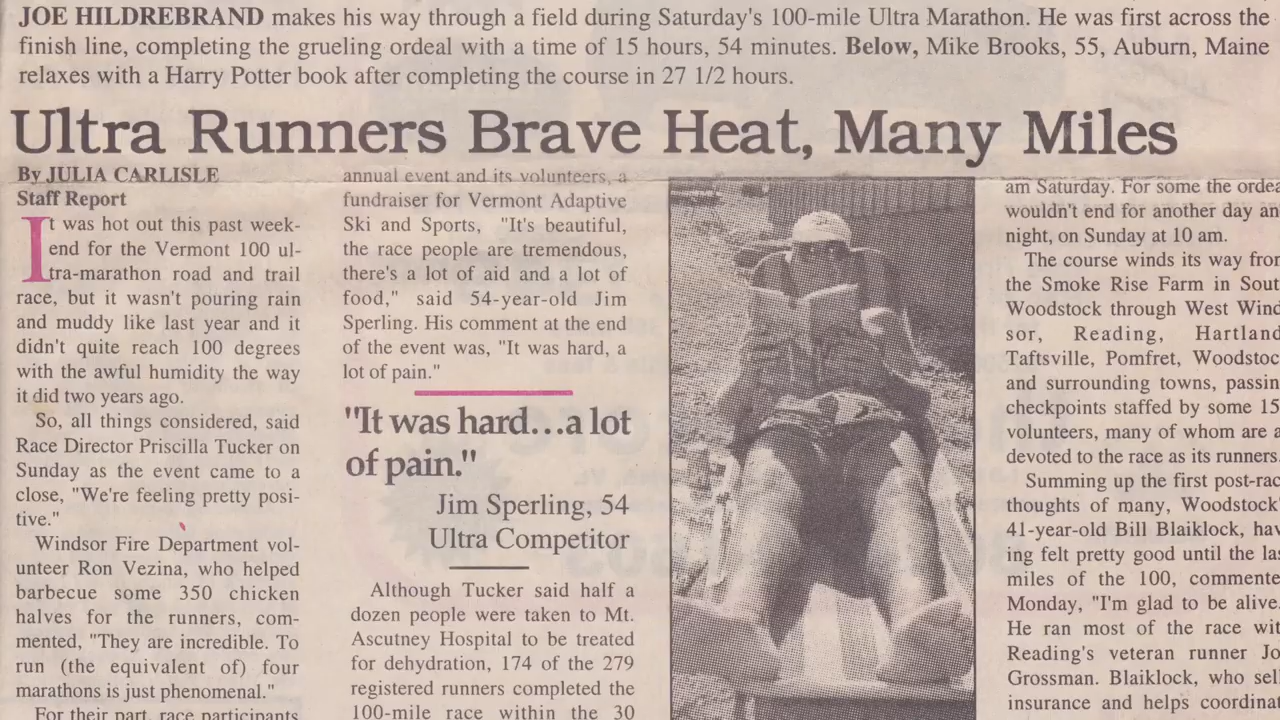 JOE HILDREBRAND makes his way through a field during Saturday's 100-mile Ultra Marathon. He was first across the
finish line, completing the grueling ordeal with a time of 15 hours, 54 minutes. Below, Mike Brooks, 55, Auburn, Maine
relaxes with a Harry Potter book after completing the course in 27 1/2 hours.
Ultra Runners Brave Heat, Many Miles
By JULIA CARLISLE
Staff Report
It was hot out this past week-
end for the Vermont 100 ul-
tra-marathon road and trail
race, but it wasn't pouring rain
and muddy like last year and it
didn't quite reach 100 degrees
with the awful humidity the way
it did two years ago.
So, all things considered, said
Race Director Priscilla Tucker on
Sunday as the event came to a
close, "We're feeling pretty posi-
tive."
Windsor Fire Department vol-
unteer Ron Vezina, who helped
barbecue some 350 chicken
halves for the runners, com-
mented, "They are incredible. To
run (the equivalent of) four
marathons is just phenomenal."
For their part, race participants
annual event and its volunteers, a
fundraiser for Vermont Adaptive
Ski and Sports, "It's beautiful,
the race people are tremendous,
there's a lot of aid and a lot of
food," said 54-year-old Jim
Sperling. His comment at the end
of the event was, "It was hard, a
lot of pain."
"It was hard...a lot
of pain."
Jim Sperling, 54
Ultra Competitor
Although Tucker said half a
dozen people were taken to Mt.
Ascutney Hospital to be treated
for dehydration, 174 of the 279
registered runners completed the
100-mile race within the 30
am Saturday. For some the ordea
wouldn't end for another day an
night, on Sunday at 10 am.
The course winds its way fron
the Smoke Rise Farm in Sout
Woodstock through West Wind
sor, Reading, Hartland
Taftsville, Pomfret, Woodstoc
and surrounding towns, passin
checkpoints staffed by some 15
volunteers, many of whom are a
devoted to the race as its runners.
Summing up the first post-rac
thoughts of many, Woodstock'
41-year-old Bill Blaiklock, hav
ing felt pretty good until the las
miles of the 100, commente
Monday, "I'm glad to be alive.
He ran most of the race wit
Reading's veteran runner Jo
Grossman. Blaiklock, who sell
insurance and helps coordina